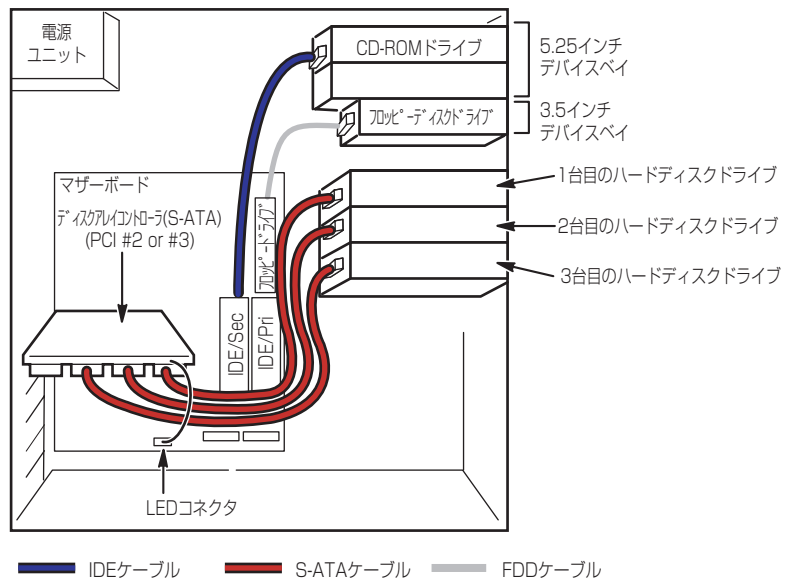 電源
ユニット
CD-ROMドライブ
5.25インチ
デバイスベイ
フロッピーディスクドライブ
3.5インチ
デバイスベイ
マザーボード
ディスクアレイコントローラ(S-ATA)
(PCI #2 or #3)
フロッピードライブ
1台目のハードディスクドライブ
2台目のハードディスクドライブ
3台目のハードディスクドライブ
IDE/Sec
IDE/Pri
LEDコネクタ
IDEケーブル
S-ATAケーブル
FDDケーブル